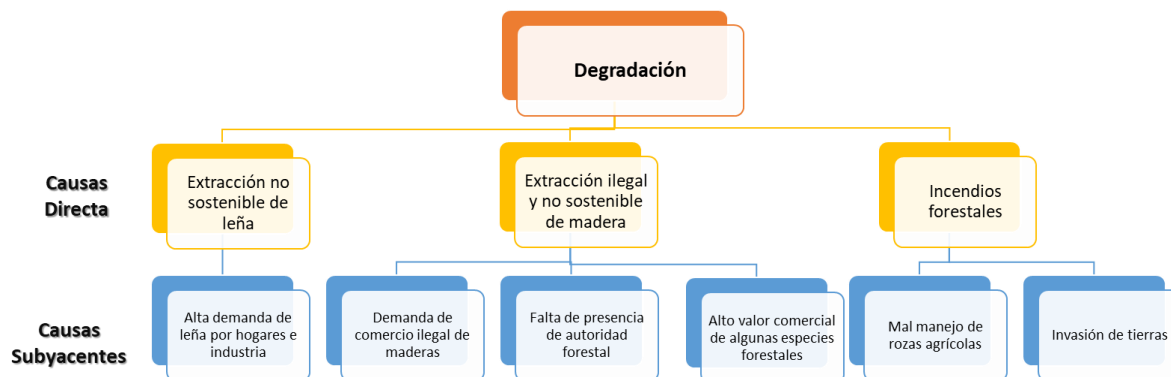 Degradación
Causas
Directa
Extracción no
sostenible de
leña
Extracción ilegal
y no sostenible
de madera
Incendios
forestales
Causas
Subyacentes
Alta demanda de
leña por hogares e
industria
Demanda de
comercio ilegal de
maderas
Falta de presencia
de autoridad
forestal
Alto valor comercial
de algunas especies
forestales
Mal manejo de
rozas agrícolas
Invasión de tierras